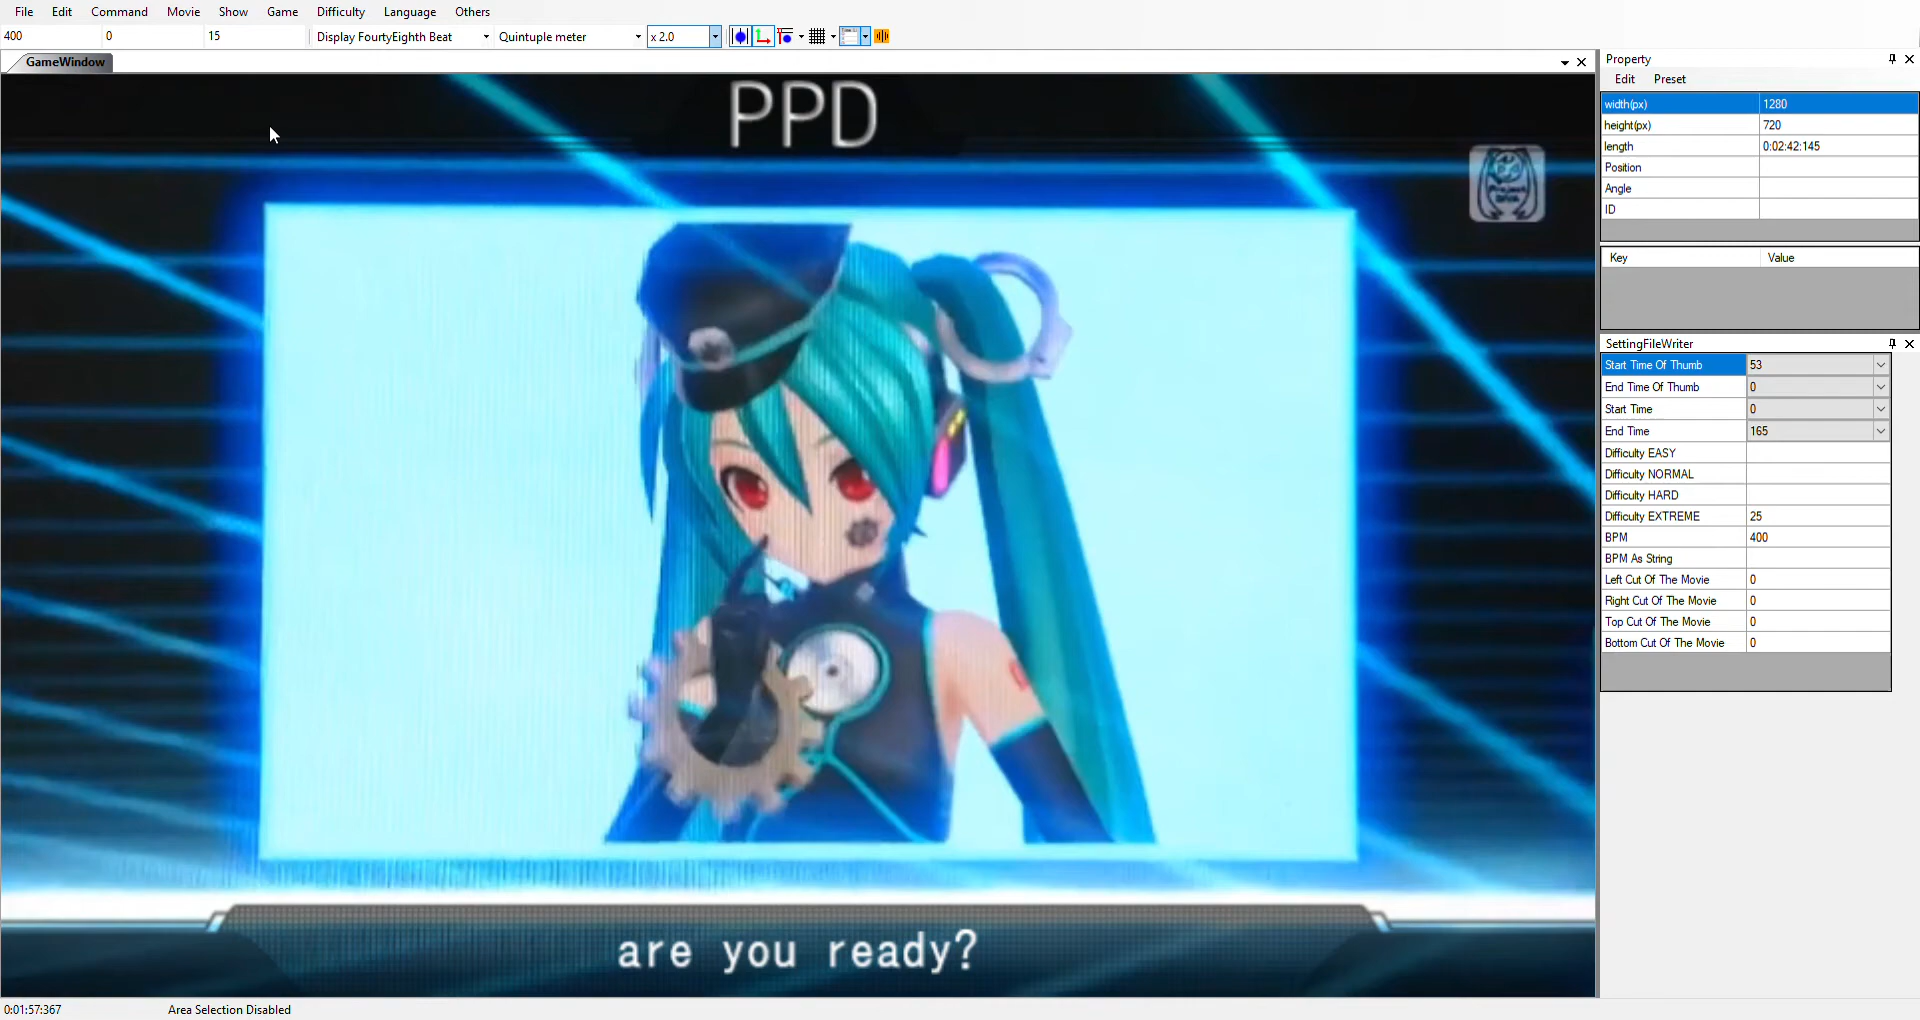 File Edit Command Movie Show Game Difficulty Language Others
400 0 15 Display FourtyEighth Beat Quintuple meter x 2.0
GameWindow
PPD
are you ready?
0:01:57:367 Area Selection Disabled
Property
Edit Preset
width(px) 1280
height(px) 720
length 0:02:42:145
Position
Angle
ID
Key Value
SettingFileWriter
Start Time Of Thumb 53
End Time Of Thumb 0
Start Time 0
End Time 165
Difficulty EASY
Difficulty NORMAL
Difficulty HARD
Difficulty EXTREME 25
BPM 400
BPM As String
Left Cut Of The Movie 0
Right Cut Of The Movie 0
Top Cut Of The Movie 0
Bottom Cut Of The Movie 0